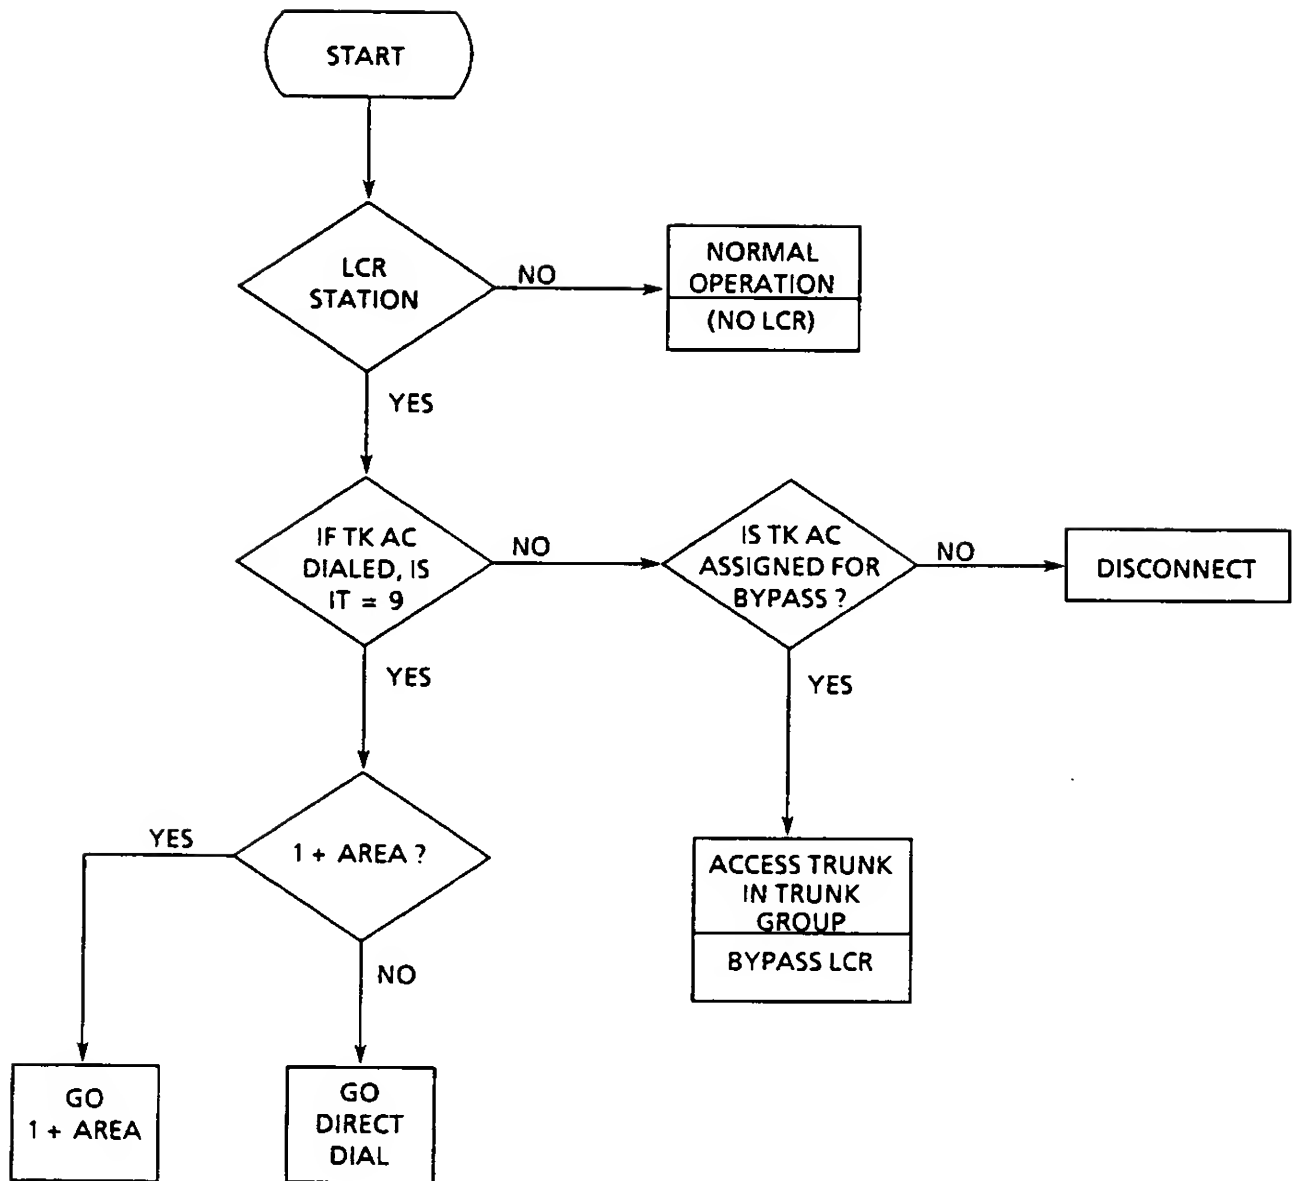 START
LCR
STATION
NO
NORMAL
OPERATION
(NO LCR)
YES
IF TK AC
DIALED, IS
IT = 9
NO
IS TK AC
ASSIGNED FOR
BYPASS ?
NO
DISCONNECT
YES
YES
YES
1 + AREA ?
ACCESS TRUNK
IN TRUNK
GROUP
BYPASS LCR
NO
GO
1 + AREA
GO
DIRECT
DIAL